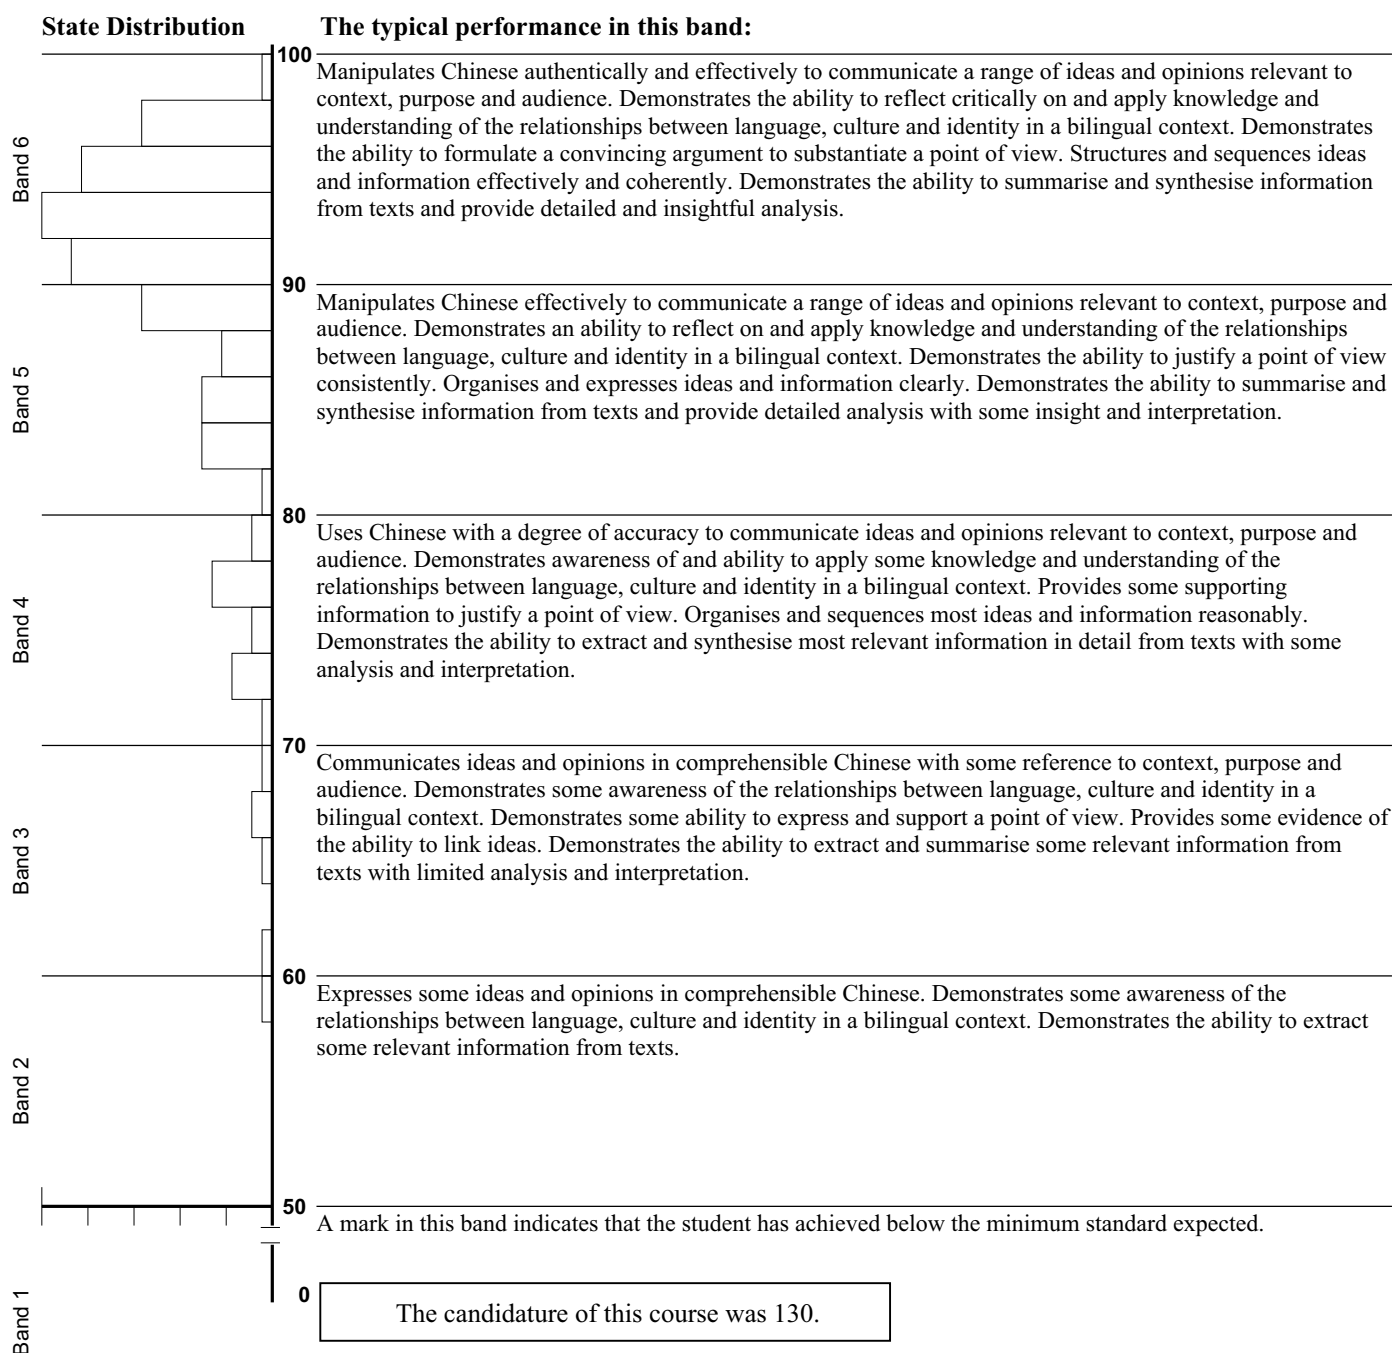 State Distribution
The typical performance in this band:
100
Manipulates Chinese authentically and effectively to communicate a range of ideas and opinions relevant to
context, purpose and audience. Demonstrates the ability to reflect critically on and apply knowledge and
understanding of the relationships between language, culture and identity in a bilingual context. Demonstrates
the ability to formulate a convincing argument to substantiate a point of view. Structures and sequences ideas
and information effectively and coherently. Demonstrates the ability to summarise and synthesise information
from texts and provide detailed and insightful analysis.
Band 6
90
Manipulates Chinese effectively to communicate a range of ideas and opinions relevant to context, purpose and
audience. Demonstrates an ability to reflect on and apply knowledge and understanding of the relationships
between language, culture and identity in a bilingual context. Demonstrates the ability to justify a point of view
consistently. Organises and expresses ideas and information clearly. Demonstrates the ability to summarise and
synthesise information from texts and provide detailed analysis with some insight and interpretation.
Band 5
80
Uses Chinese with a degree of accuracy to communicate ideas and opinions relevant to context, purpose and
audience. Demonstrates awareness of and ability to apply some knowledge and understanding of the
relationships between language, culture and identity in a bilingual context. Provides some supporting
information to justify a point of view. Organises and sequences most ideas and information reasonably.
Demonstrates the ability to extract and synthesise most relevant information in detail from texts with some
analysis and interpretation.
Band 4
70
Communicates ideas and opinions in comprehensible Chinese with some reference to context, purpose and
audience. Demonstrates some awareness of the relationships between language, culture and identity in a
bilingual context. Demonstrates some ability to express and support a point of view. Provides some evidence of
the ability to link ideas. Demonstrates the ability to extract and summarise some relevant information from
texts with limited analysis and interpretation.
Band 3
60
Expresses some ideas and opinions in comprehensible Chinese. Demonstrates some awareness of the
relationships between language, culture and identity in a bilingual context. Demonstrates the ability to extract
some relevant information from texts.
Band 2
50
A mark in this band indicates that the student has achieved below the minimum standard expected.
0
Band 1
The candidature of this course was 130.